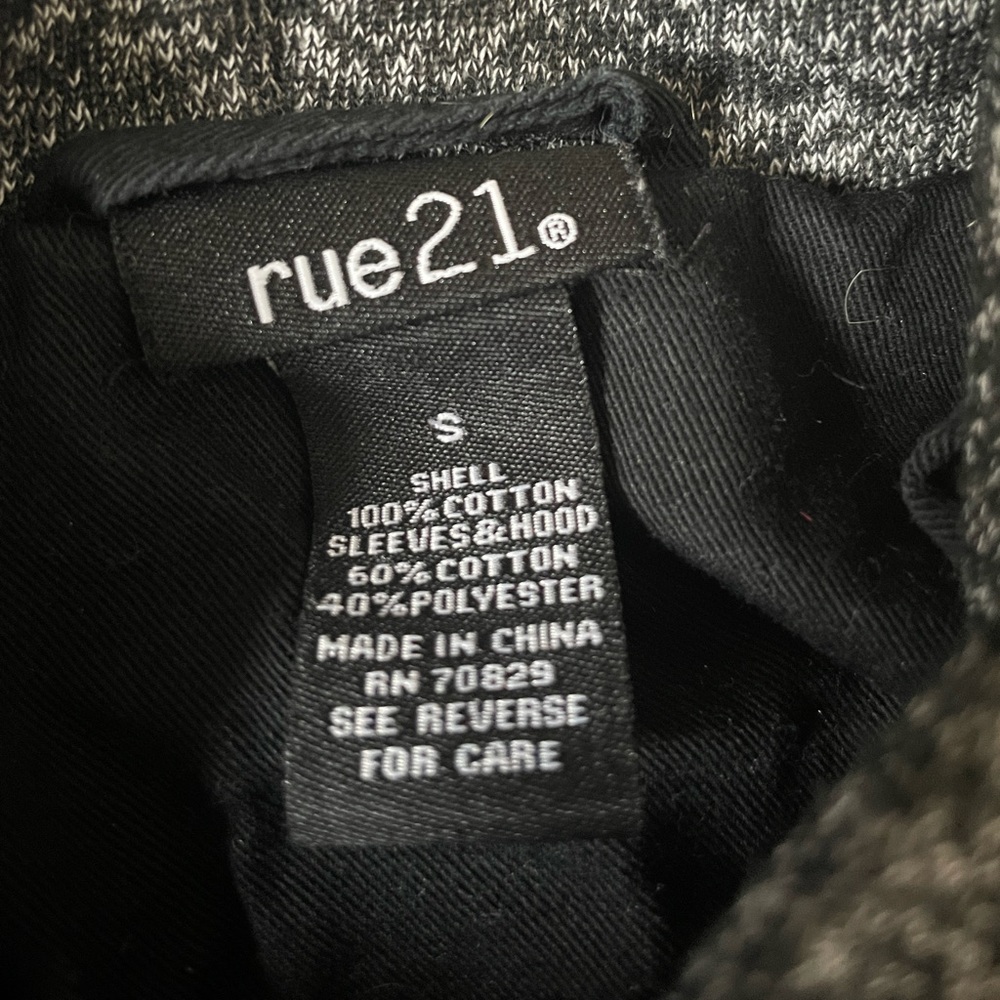 rue21®
S
SHELL
100%COTTON
SLEEVES&HOOD
60%COTTON
40%POLYESTER
MADE IN CHINA
RN 70829
SEE REVERSE
FOR CARE